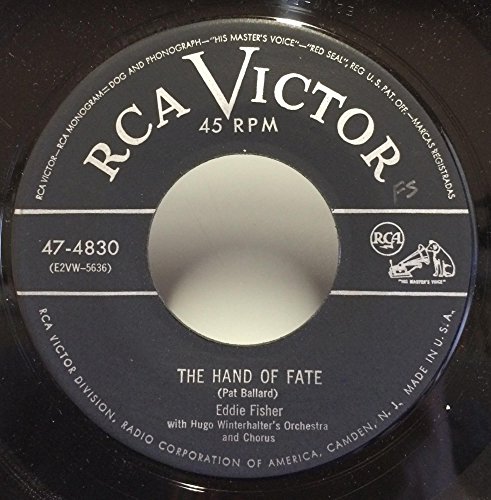 RCA VICTOR—RCA MONOGRAM—DOG AND PHONOGRAPH—"HIS MASTER'S VOICE"—"RED SEAL", REG U.S. PAT. OFF.—MARCAS REGISTRADAS
RCA VICTOR
45 RPM
FS
47-4830
(E2VW-5636)
RCA
"HIS MASTER'S VOICE"
THE HAND OF FATE
(Pat Ballard)
Eddie Fisher
with Hugo Winterhalter's Orchestra
and Chorus
RCA VICTOR DIVISION, RADIO CORPORATION OF AMERICA, CAMDEN, N. J. MADE IN U.S.A.